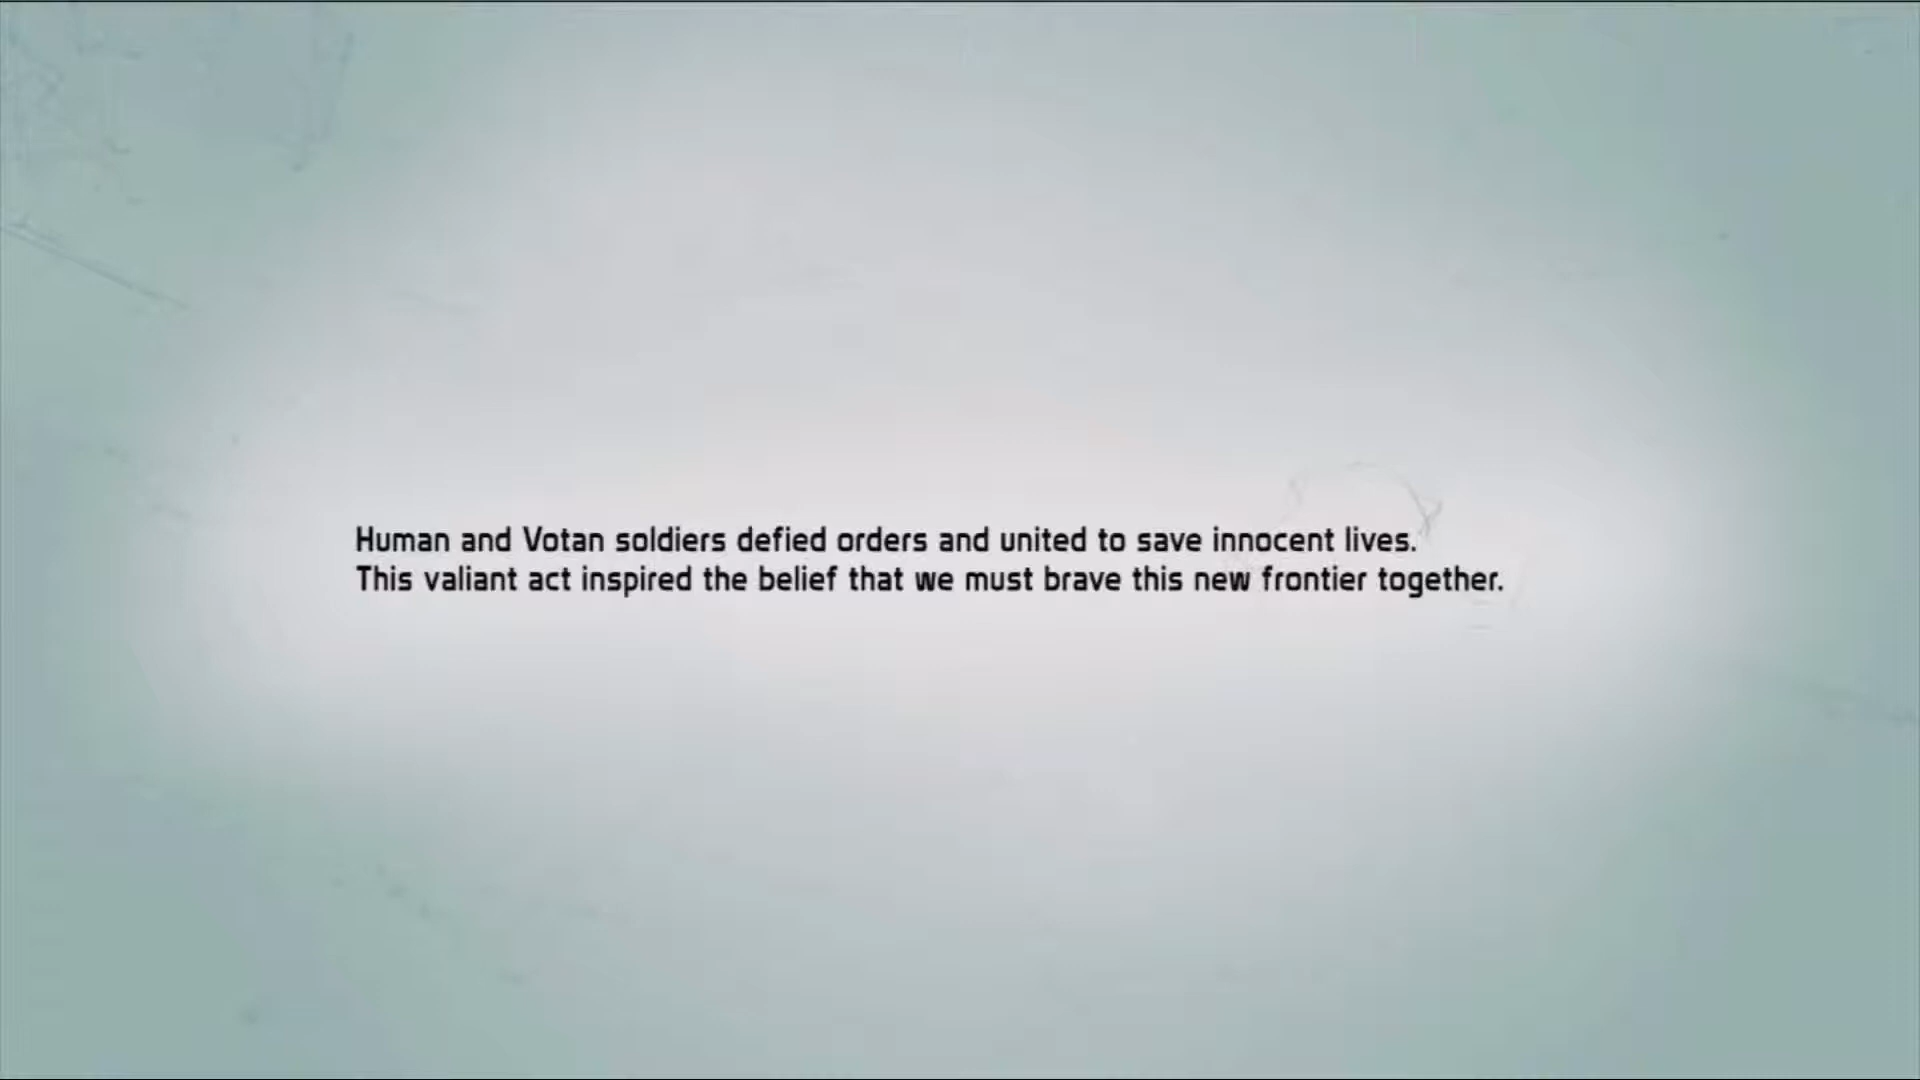 Human and Votan soldiers defied orders and united to save innocent lives.
This valiant act inspired the belief that we must brave this new frontier together.